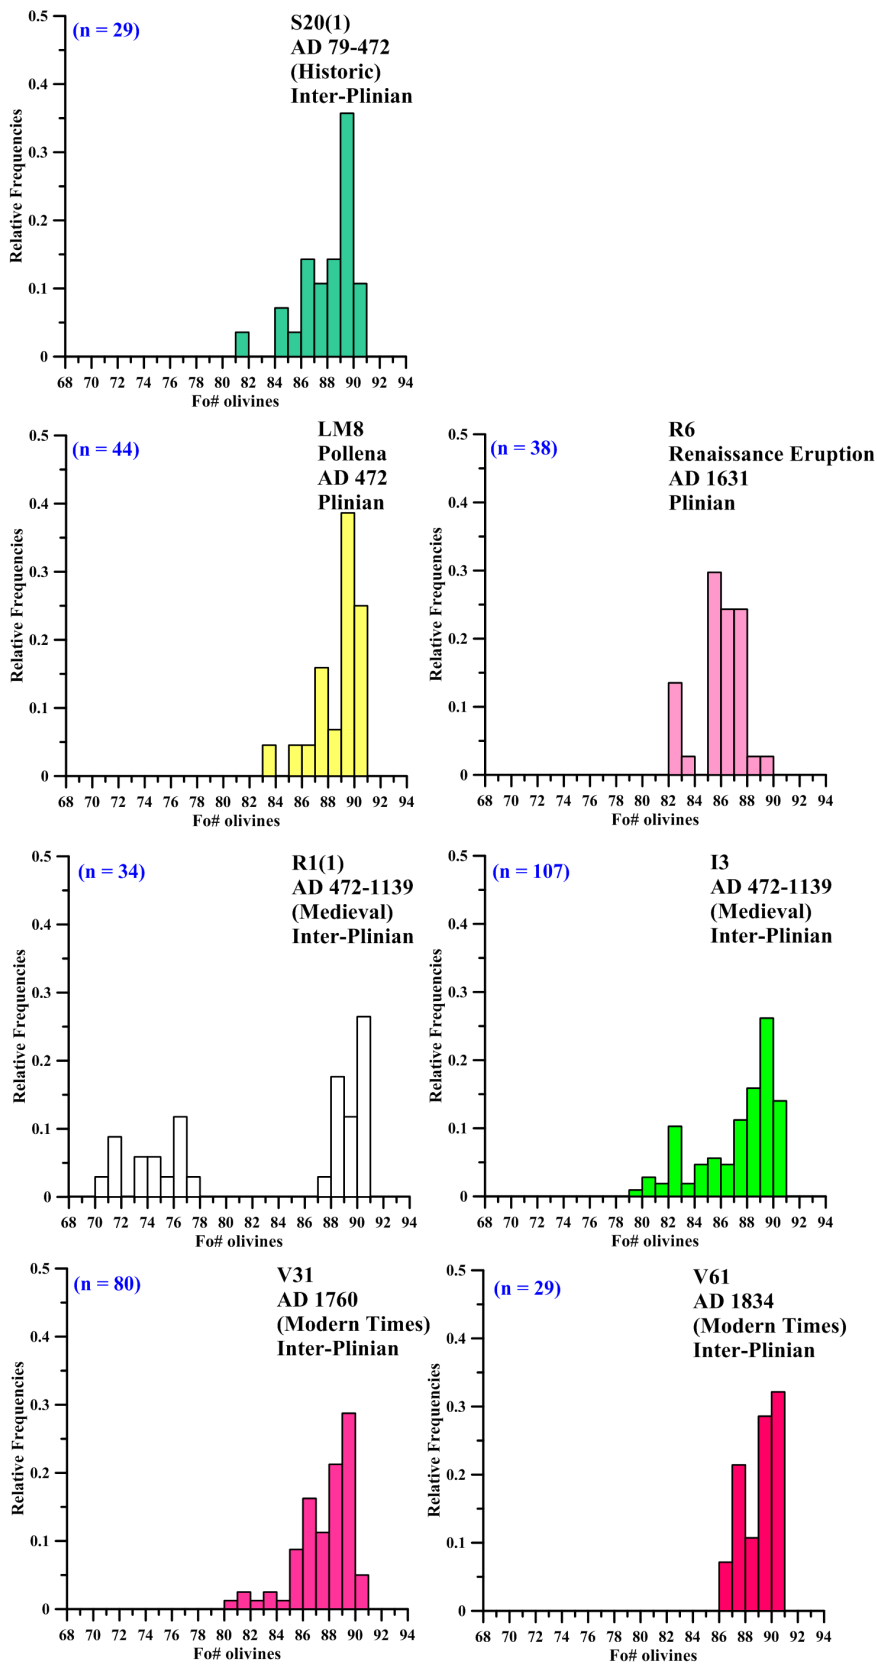 (n = 29)
S20(1)
AD 79-472
(Historic)
Inter-Plinian
Relative Frequencies
0.5
0.4
0.3
0.2
0.1
0
68 70 72 74 76 78 80 82 84 86 88 90 92 94
Fo# olivines
(n = 44)
LM8
Pollena
AD 472
Plinian
Relative Frequencies
0.5
0.4
0.3
0.2
0.1
0
68 70 72 74 76 78 80 82 84 86 88 90 92 94
Fo# olivines
(n = 38)
R6
Renaissance Eruption
AD 1631
Plinian
Relative Frequencies
0.5
0.4
0.3
0.2
0.1
0
68 70 72 74 76 78 80 82 84 86 88 90 92 94
Fo# olivines
(n = 34)
R1(1)
AD 472-1139
(Medieval)
Inter-Plinian
Relative Frequencies
0.5
0.4
0.3
0.2
0.1
0
68 70 72 74 76 78 80 82 84 86 88 90 92 94
Fo# olivines
(n = 107)
I3
AD 472-1139
(Medieval)
Inter-Plinian
Relative Frequencies
0.5
0.4
0.3
0.2
0.1
0
68 70 72 74 76 78 80 82 84 86 88 90 92 94
Fo# olivines
(n = 80)
V31
AD 1760
(Modern Times)
Inter-Plinian
Relative Frequencies
0.5
0.4
0.3
0.2
0.1
0
68 70 72 74 76 78 80 82 84 86 88 90 92 94
Fo# olivines
(n = 29)
V61
AD 1834
(Modern Times)
Inter-Plinian
Relative Frequencies
0.5
0.4
0.3
0.2
0.1
0
68 70 72 74 76 78 80 82 84 86 88 90 92 94
Fo# olivines